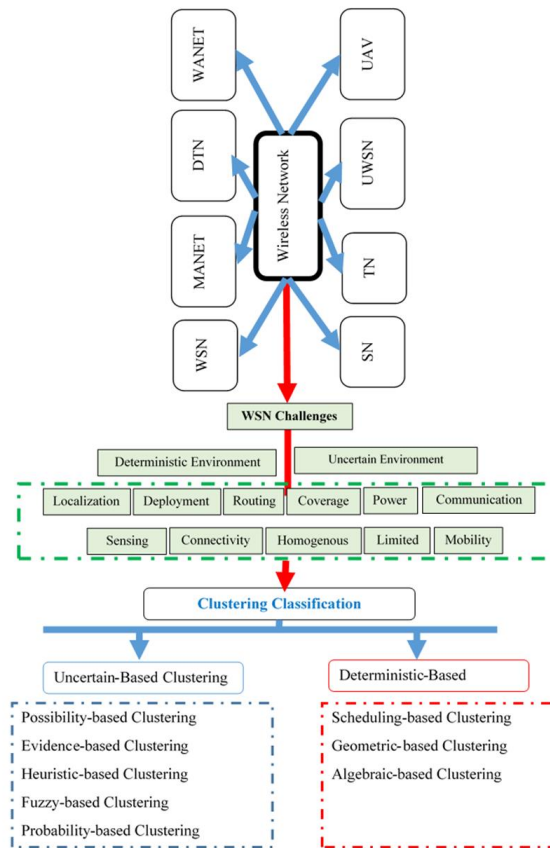 WANET
UAV
DTN
UWSN
Wireless Network
MANET
TN
WSN
SN
WSN Challenges
Deterministic Environment
Uncertain Environment
Localization
Deployment
Routing
Coverage
Power
Communication
Sensing
Connectivity
Homogenous
Limited
Mobility
Clustering Classification
Uncertain-Based Clustering
Deterministic-Based
Possibility-based Clustering
Evidence-based Clustering
Heuristic-based Clustering
Fuzzy-based Clustering
Probability-based Clustering
Scheduling-based Clustering
Geometric-based Clustering
Algebraic-based Clustering